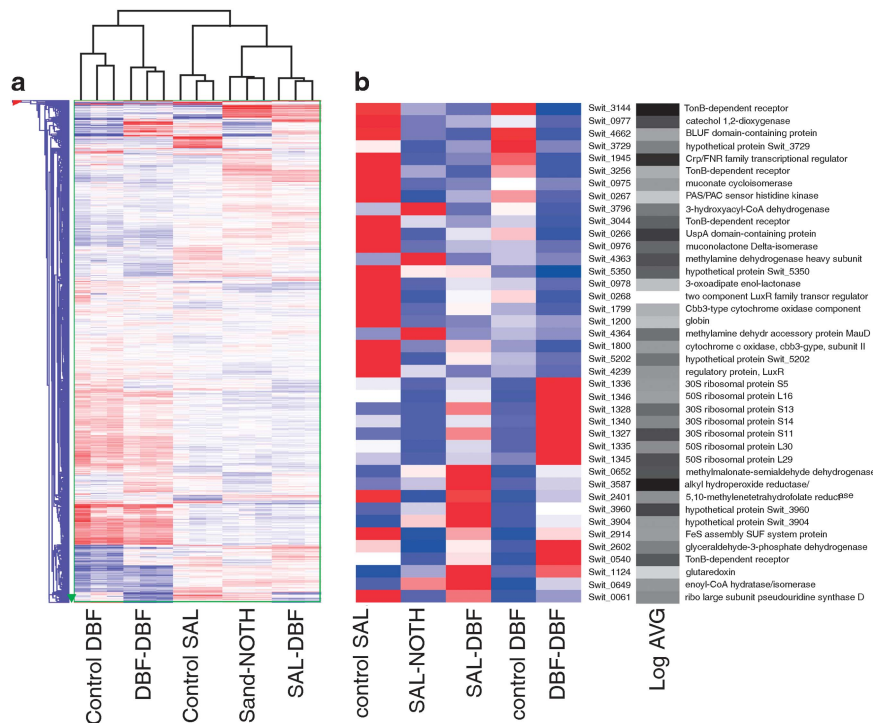 a
b
Swit_3144 TonB-dependent receptor
Swit_0977 catechol 1,2-dioxygenase
Swit_4662 BLUF domain-containing protein
Swit_3729 hypothetical protein Swit_3729
Swit_1945 Crp/FNR family transcriptional regulator
Swit_3256 TonB-dependent receptor
Swit_0975 muconate cycloisomerase
Swit_0267 PAS/PAC sensor histidine kinase
Swit_3796 3-hydroxyacyl-CoA dehydrogenase
Swit_3044 TonB-dependent receptor
Swit_0266 UspA domain-containing protein
Swit_0976 muconolactone Delta-isomerase
Swit_4363 methylamine dehydrogenase heavy subunit
Swit_5350 hypothetical protein Swit_5350
Swit_0978 3-oxoadipate enol-lactonase
Swit_0268 two component LuxR family transcr regulator
Swit_1799 Cbb3-type cytochrome oxidase component
Swit_1200 globin
Swit_4364 methylamine dehydr accessory protein MauD
Swit_1800 cytochrome c oxidase, cbb3-gype, subunit II
Swit_5202 hypothetical protein Swit_5202
Swit_4239 regulatory protein, LuxR
Swit_1336 30S ribosomal protein S5
Swit_1346 50S ribosomal protein L16
Swit_1328 30S ribosomal protein S13
Swit_1340 30S ribosomal protein S14
Swit_1327 30S ribosomal protein S11
Swit_1335 50S ribosomal protein L30
Swit_1345 50S ribosomal protein L29
Swit_0652 methylmalonate-semialdehyde dehydrogenase
Swit_3587 alkyl hydroperoxide reductase/
Swit_2401 5,10-methylenetetrahydrofolate reductase
Swit_3960 hypothetical protein Swit_3960
Swit_3904 hypothetical protein Swit_3904
Swit_2914 FeS assembly SUF system protein
Swit_2602 glyceraldehyde-3-phosphate dehydrogenase
Swit_0540 TonB-dependent receptor
Swit_1124 glutaredoxin
Swit_0649 enoyl-CoA hydratase/isomerase
Swit_0061 ribo large subunit pseudouridine synthase D
Control DBF
DBF-DBF
Control SAL
Sand-NOTH
SAL-DBF
control SAL
SAL-NOTH
SAL-DBF
control DBF
DBF-DBF
Log AVG